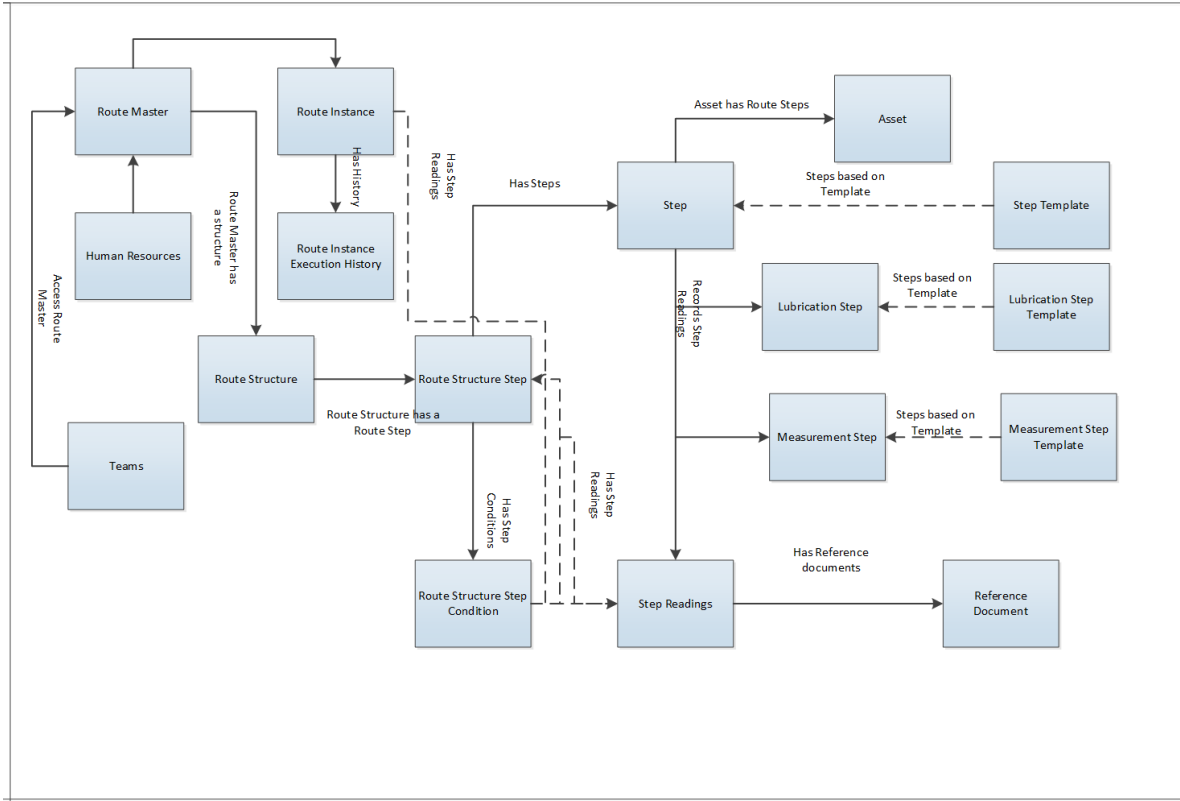 Asset has Route Steps
Route Master
Route Instance
Asset
Has History
Has Step
Readings
Has Steps
Steps based on
Template
Step
Step Template
Human Resources
Route Instance
Execution History
Route Master has
a structure
Access Route
Master
Records Step
Readings
Lubrication Step
Steps based on
Template
Lubrication Step
Template
Route Structure
Route Structure Step
Route Structure has a
Route Step
Measurement Step
Steps based on
Template
Measurement Step
Template
Teams
Has Step
Conditions
Has Step
Readings
Has Reference
documents
Route Structure Step
Condition
Step Readings
Reference
Document